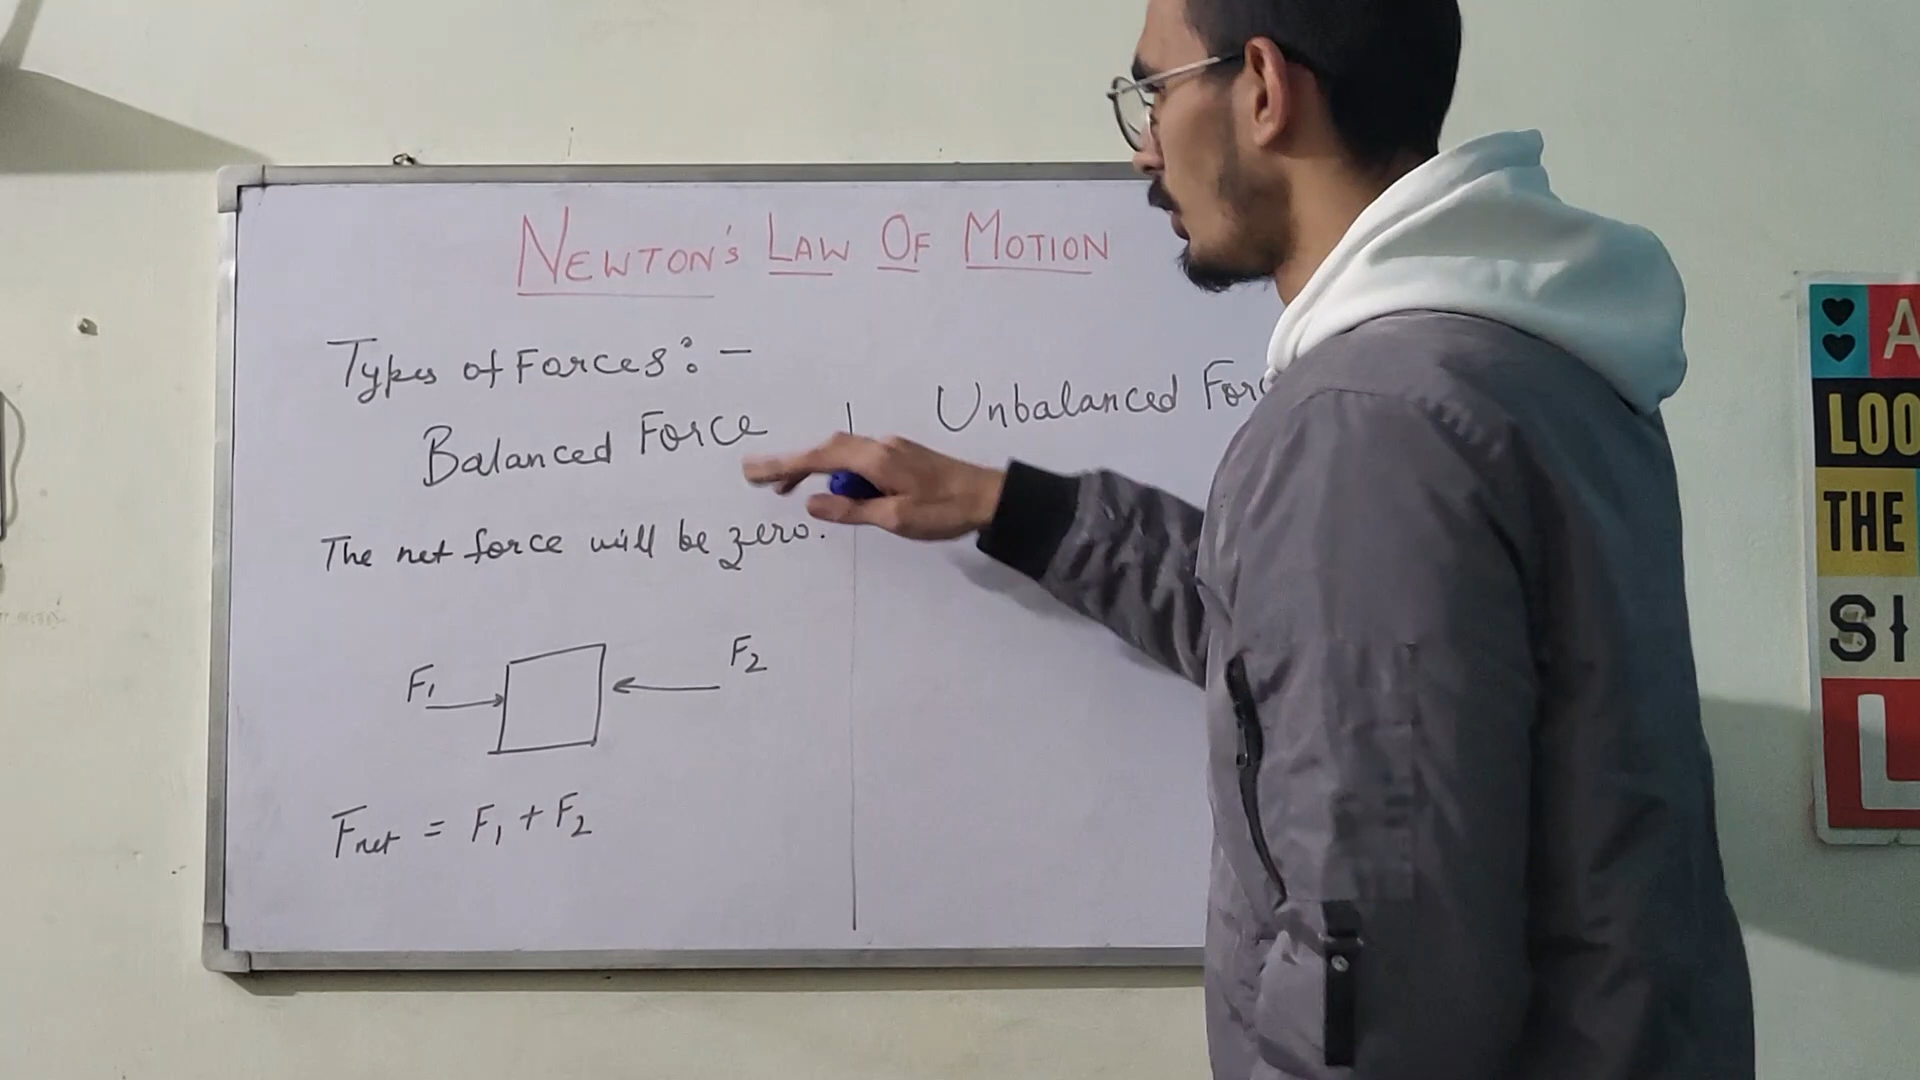 NEWTON's LAW OF MOTION
Types of Forces:-
Balanced Force
The net force will be zero.
F1
F2
Fnet = F1 + F2
Unbalanced
A
LOO
THE
SI
L